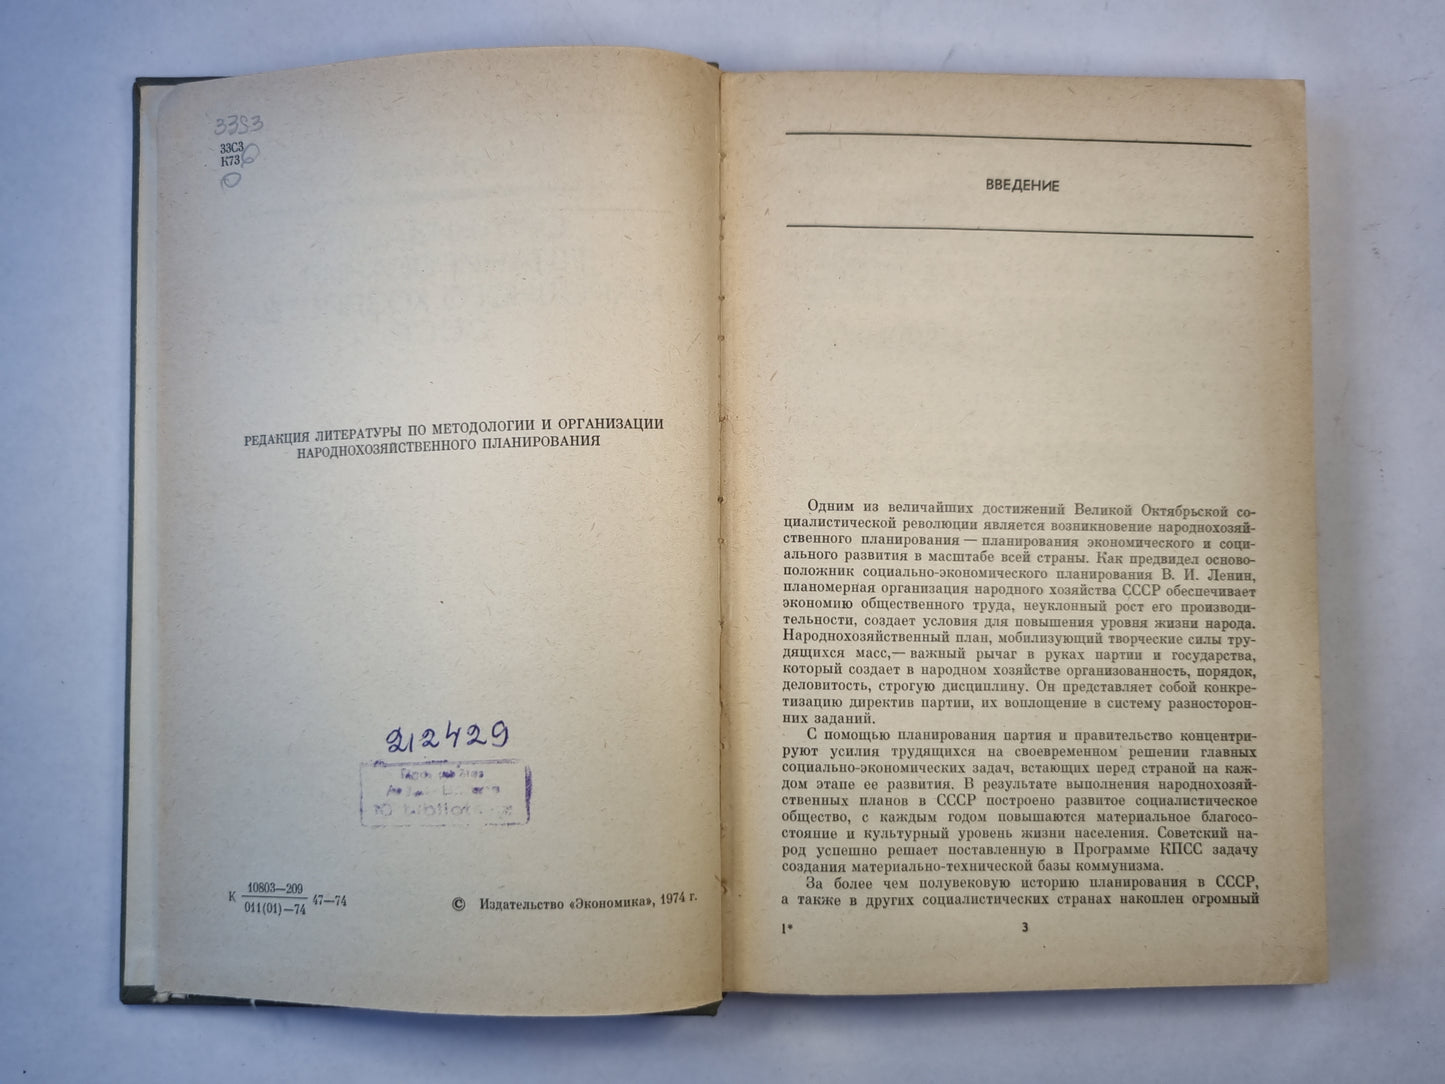 33С3
33С3
К73
РЕДАКЦИЯ ЛИТЕРАТУРЫ ПО МЕТОДОЛОГИИ И ОРГАНИЗАЦИИ
НАРОДНОХОЗЯЙСТВЕННОГО ПЛАНИРОВАНИЯ
212429
К 10803—209 47—74
011(01)—74
© Издательство «Экономика», 1974 г.
ВВЕДЕНИЕ
Одним из величайших достижений Великой Октябрьской со-
циалистической революции является возникновение народнохозяй-
ственного планирования — планирования экономического и соци-
ального развития в масштабе всей страны. Как предвидел осново-
положник социально-экономического планирования В. И. Ленин,
планомерная организация народного хозяйства СССР обеспечивает
экономию общественного труда, неуклонный рост его производи-
тельности, создает условия для повышения уровня жизни народа.
Народнохозяйственный план, мобилизующий творческие силы тру-
дящихся масс,— важный рычаг в руках партии и государства,
который создает в народном хозяйстве организованность, порядок,
деловитость, строгую дисциплину. Он представляет собой конкре-
тизацию директив партии, их воплощение в систему разносторон-
них заданий.
С помощью планирования партия и правительство концентри-
руют усилия трудящихся на своевременном решении главных
социально-экономических задач, встающих перед страной на каж-
дом этапе ее развития. В результате выполнения народнохозяй-
ственных планов в СССР построено развитое социалистическое
общество, с каждым годом повышаются материальное благосо-
стояние и культурный уровень жизни населения. Советский на-
род успешно решает поставленную в Программе КПСС задачу
создания материально-технической базы коммунизма.
За более чем полувековую историю планирования в СССР,
а также в других социалистических странах накоплен огромный
1*
3